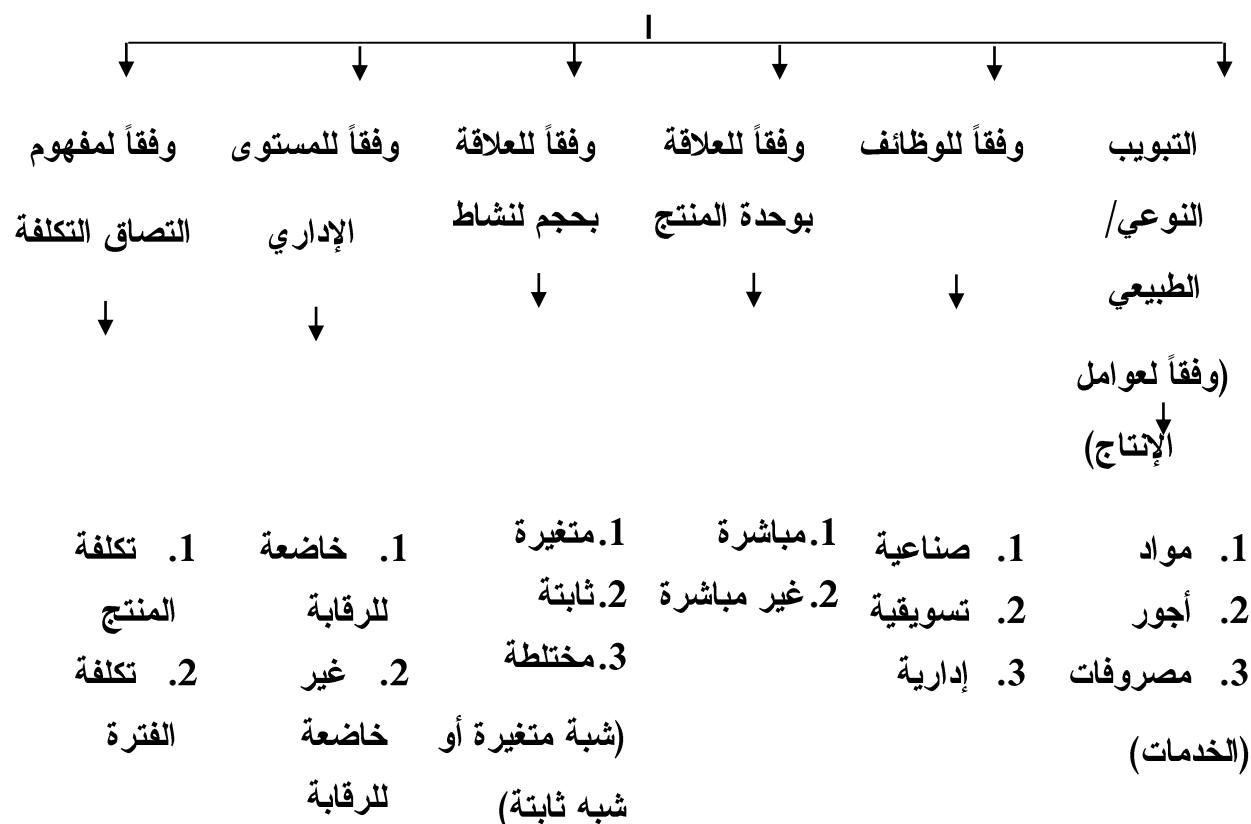 التبويب
النوعي/
الطبيعي
(وفقاً لعوامل
الإنتاج)
1. مواد
2. أجور
3. مصروفات
(الخدمات)
وفقاً للوظائف
1. صناعية
2. تسويقية
3. إدارية
وفقاً للعلاقة
بوحدة المنتج
1.مباشرة
2.غير مباشرة
وفقاً للعلاقة
بحجم لنشاط
1.متغيرة
2.ثابتة
3.مختلطة
(شبة متغيرة أو
شبه ثابتة)
وفقاً للمستوى
الإداري
1. خاضعة
للرقابة
2. غير
خاضعة
للرقابة
وفقاً لمفهوم
التصاق التكلفة
1. تكلفة
المنتج
2. تكلفة
الفترة